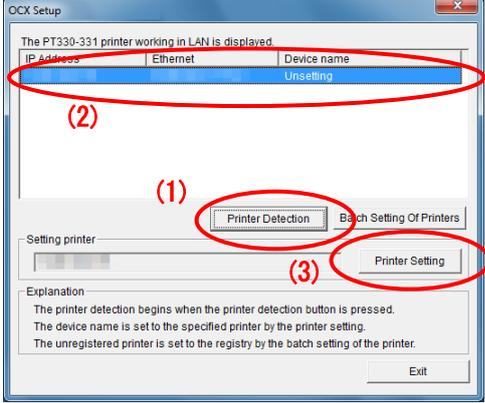 OCX Setup
The PT330-331 printer working in LAN is displayed.
IP Address Ethernet Device name
Unsetting
(2)
(1)
Printer Detection Batch Setting Of Printers
Setting printer
(3) Printer Setting
Explanation
The printer detection begins when the printer detection button is pressed.
The device name is set to the specified printer by the printer setting.
The unregistered printer is set to the registry by the batch setting of the printer.
Exit